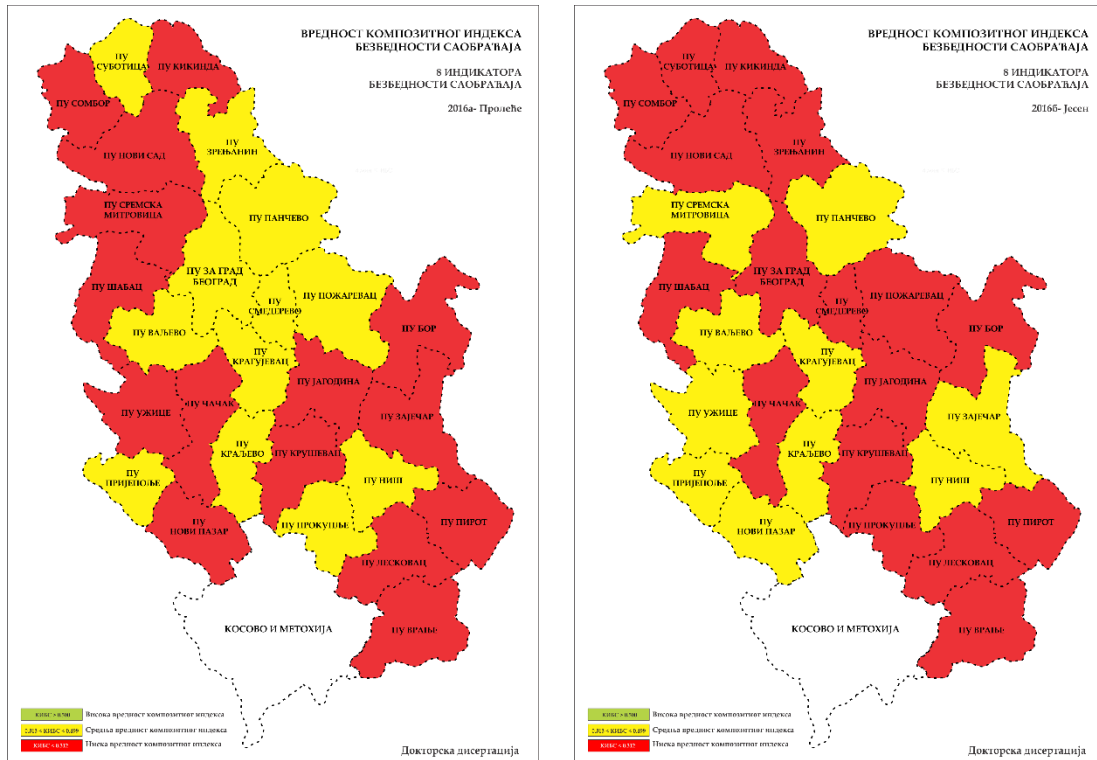 ВРЕДНОСТ КОМПОЗИТНОГ ИНДЕКСА
БЕЗБЕДНОСТИ САОБРАЋАЈА
8 ИНДИКАТОРА
БЕЗБЕДНОСТИ САОБРАЋАЈА
2016а- Пролеће
ПУ
СУБОТИЦА
ПУ КИКИНДА
ПУ СОМБОР
ПУ НОВИ САД
ПУ
ЗРЕЊАНИН
ПУ СРЕМСКА
МИТРОВИЦА
ПУ ПАНЧЕВО
ПУ ШАБАЦ
ПУ ЗА ГРАД
БЕОГРАД
ПУ
СМЕДЕРЕВО
ПУ ПОЖАРЕВАЦ
ПУ ВАЉЕВО
ПУ БОР
ПУ
КРАГУЈЕВАЦ
ПУ ЈАГОДИНА
ПУ УЖИЦЕ
ПУ ЧАЧАК
ПУ ЗАЈЕЧАР
ПУ
КРАЉЕВО
ПУ КРУШЕВАЦ
ПУ
ПРИЈЕПОЉЕ
ПУ НИШ
ПУ
НОВИ ПАЗАР
ПУ ПРОКУПЉЕ
ПУ ПИРОТ
ПУ ЛЕСКОВАЦ
КОСОВО И МЕТОХИЈА
ПУ ВРАЊЕ
Висока вредност композитног индекса
Средња вредност композитног индекса
Ниска вредност композитног индекса
Докторска дисертација
ВРЕДНОСТ КОМПОЗИТНОГ ИНДЕКСА
БЕЗБЕДНОСТИ САОБРАЋАЈА
8 ИНДИКАТОРА
БЕЗБЕДНОСТИ САОБРАЋАЈА
2016б- Јесен
ПУ
СУБОТИЦА
ПУ КИКИНДА
ПУ СОМБОР
ПУ НОВИ САД
ПУ
ЗРЕЊАНИН
ПУ СРЕМСКА
МИТРОВИЦА
ПУ ПАНЧЕВО
ПУ ШАБАЦ
ПУ ЗА ГРАД
БЕОГРАД
ПУ
СМЕДЕРЕВО
ПУ ПОЖАРЕВАЦ
ПУ ВАЉЕВО
ПУ БОР
ПУ
КРАГУЈЕВАЦ
ПУ ЈАГОДИНА
ПУ УЖИЦЕ
ПУ ЧАЧАК
ПУ ЗАЈЕЧАР
ПУ
КРАЉЕВО
ПУ КРУШЕВАЦ
ПУ
ПРИЈЕПОЉЕ
ПУ НИШ
ПУ
НОВИ ПАЗАР
ПУ ПРОКУПЉЕ
ПУ ПИРОТ
ПУ ЛЕСКОВАЦ
КОСОВО И МЕТОХИЈА
ПУ ВРАЊЕ
Висока вредност композитног индекса
Средња вредност композитног индекса
Ниска вредност композитног индекса
Докторска дисертација